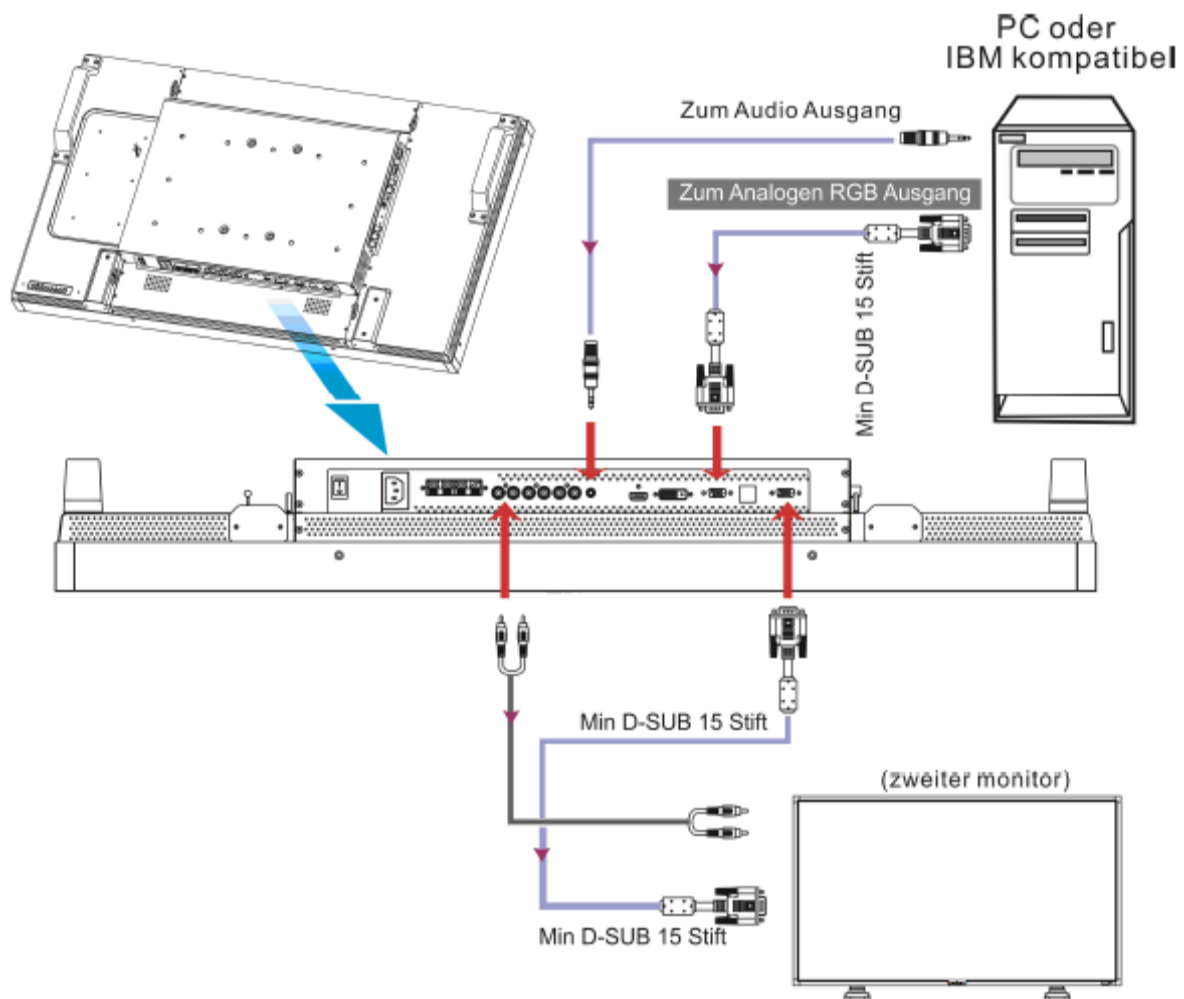 PC oder
IBM kompatibel
Zum Audio Ausgang
Zum Analogen RGB Ausgang
Min D-SUB 15 Stift
Min D-SUB 15 Stift
(zweiter monitor)
Min D-SUB 15 Stift